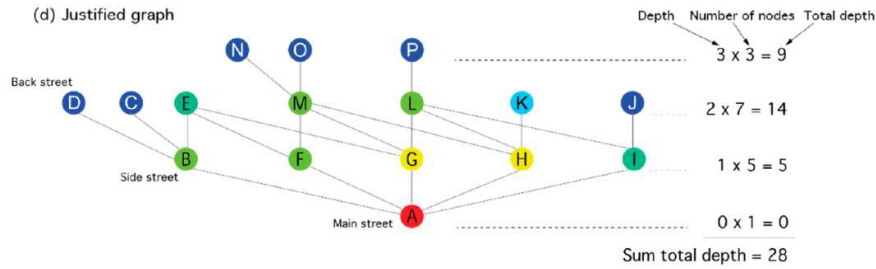 (d) Justified graph
Depth Number of nodes Total depth
N O P
3 x 3 = 9
Back street
D C E M L K J
2 x 7 = 14
B F G H I
1 x 5 = 5
Side street
A
Main street
0 x 1 = 0
Sum total depth = 28